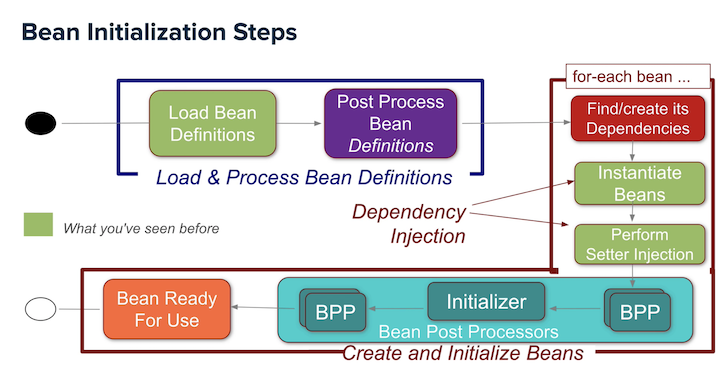 Bean Initialization Steps
for-each bean ...
Load Bean
Definitions
Post Process
Bean
Definitions
Find/create its
Dependencies
Load & Process Bean Definitions
Instantiate
Beans
What you've seen before
Dependency
Injection
Perform
Setter Injection
Bean Ready
For Use
BPP
Initializer
BPP
Bean Post Processors
Create and Initialize Beans